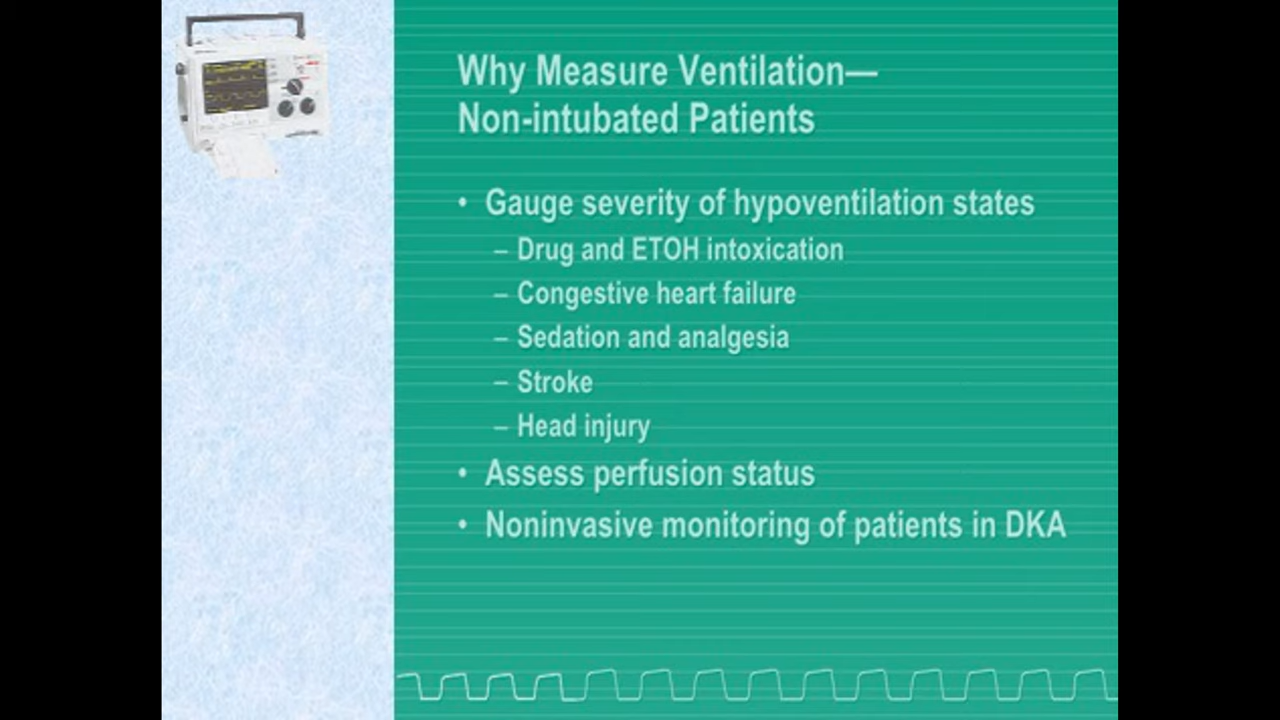 Why Measure Ventilation—
Non-intubated Patients
• Gauge severity of hypoventilation states
– Drug and ETOH intoxication
– Congestive heart failure
– Sedation and analgesia
– Stroke
– Head injury
• Assess perfusion status
• Noninvasive monitoring of patients in DKA